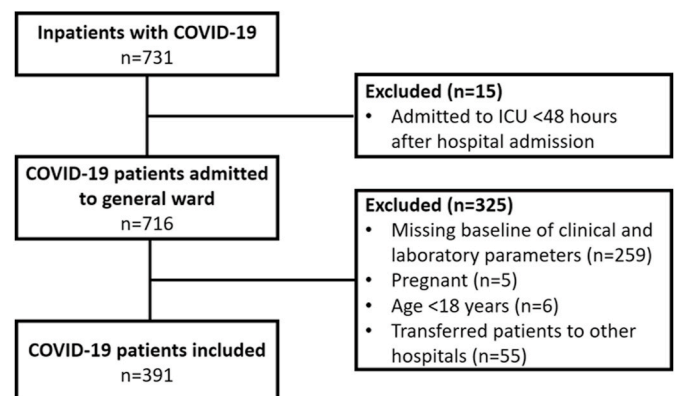 Inpatients with COVID-19
n=731
Excluded (n=15)
• Admitted to ICU <48 hours
after hospital admission
COVID-19 patients admitted
to general ward
n=716
Excluded (n=325)
• Missing baseline of clinical and
laboratory parameters (n=259)
• Pregnant (n=5)
• Age <18 years (n=6)
• Transferred patients to other
hospitals (n=55)
COVID-19 patients included
n=391